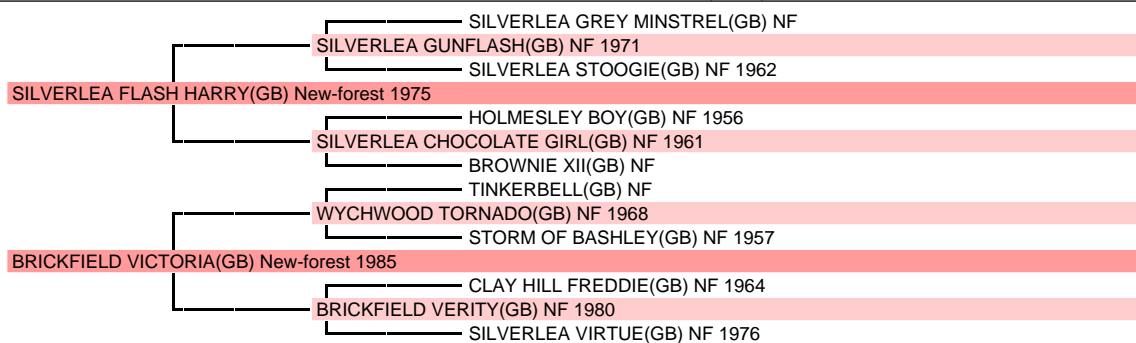 SILVERLEA GREY MINSTREL(GB) NF
SILVERLEA GUNFLASH(GB) NF 1971
SILVERLEA STOOGIE(GB) NF 1962
SILVERLEA FLASH HARRY(GB) New-forest 1975
HOLMESLEY BOY(GB) NF 1956
SILVERLEA CHOCOLATE GIRL(GB) NF 1961
BROWNIE XII(GB) NF
TINKERBELL(GB) NF
WYCHWOOD TORNADO(GB) NF 1968
STORM OF BASHLEY(GB) NF 1957
BRICKFIELD VICTORIA(GB) New-forest 1985
CLAY HILL FREDDIE(GB) NF 1964
BRICKFIELD VERITY(GB) NF 1980
SILVERLEA VIRTUE(GB) NF 1976